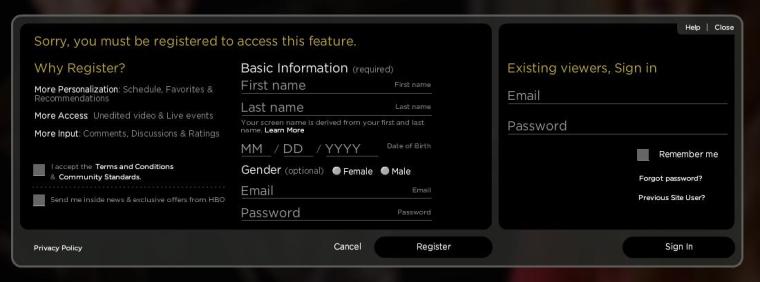 Help | Close
Sorry, you must be registered to access this feature.
Why Register?
More Personalization: Schedule, Favorites &
Recommendations
More Access: Unedited video & Live events
More Input: Comments, Discussions & Ratings
I accept the Terms and Conditions
& Community Standards.
Send me inside news & exclusive offers from HBO
Basic Information (required)
First name First name
Last name Last name
Your screen name is derived from your first and last
name. Learn More
MM / DD / YYYY Date of Birth
Gender (optional) Female Male
Email Email
Password Password
Existing viewers, Sign in
Email
Password
Remember me
Forgot password?
Previous Site User?
Privacy Policy
Cancel
Register
Sign In